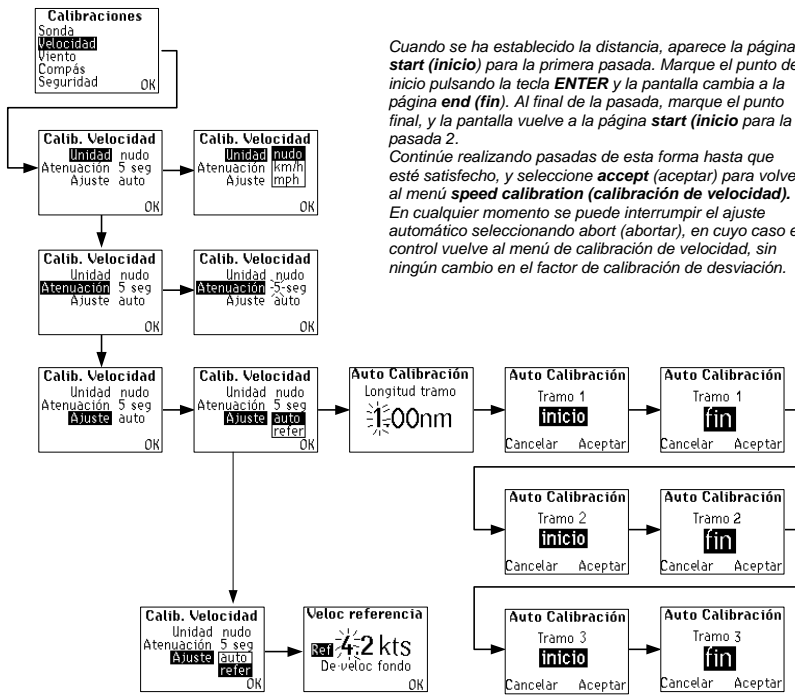 Calibraciones
Sonda
Velocidad
Viento
Compás
Seguridad OK
Cuando se ha establecido la distancia, aparece la página
start (inicio) para la primera pasada. Marque el punto de
inicio pulsando la tecla ENTER y la pantalla cambia a la
página end (fin). Al final de la pasada, marque el punto
final, y la pantalla vuelve a la página start (inicio para la
pasada 2.
Continúe realizando pasadas de esta forma hasta que
esté satisfecho, y seleccione accept (aceptar) para volve
al menú speed calibration (calibración de velocidad).
En cualquier momento se puede interrumpir el ajuste
automático seleccionando abort (abortar), en cuyo caso e
control vuelve al menú de calibración de velocidad, sin
ningún cambio en el factor de calibración de desviación.
Calib. Velocidad
Unidad nudo
Atenuación 5 seg
Ajuste auto
OK
Calib. Velocidad
Unidad nudo
Atenuación km/h
Ajuste mph
OK
Calib. Velocidad
Unidad nudo
Atenuación 5 seg
Ajuste auto
OK
Calib. Velocidad
Unidad nudo
Atenuación 5 seg
Ajuste auto
OK
Calib. Velocidad
Unidad nudo
Atenuación 5 seg
Ajuste auto
OK
Calib. Velocidad
Unidad nudo
Atenuación 5 seg
Ajuste auto
refer
OK
Auto Calibración
Longitud tramo
1:00nm
Auto Calibración
Tramo 1
inicio
Cancelar Aceptar
Auto Calibración
Tramo 1
fin
Cancelar Aceptar
Auto Calibración
Tramo 2
inicio
Cancelar Aceptar
Auto Calibración
Tramo 2
fin
Cancelar Aceptar
Calib. Velocidad
Unidad nudo
Atenuación 5 seg
Ajuste auto
refer
OK
Veloc referencia
Ref 4.2 kts
De veloc fondo
OK
Auto Calibración
Tramo 3
inicio
Cancelar Aceptar
Auto Calibración
Tramo 3
fin
Cancelar Aceptar